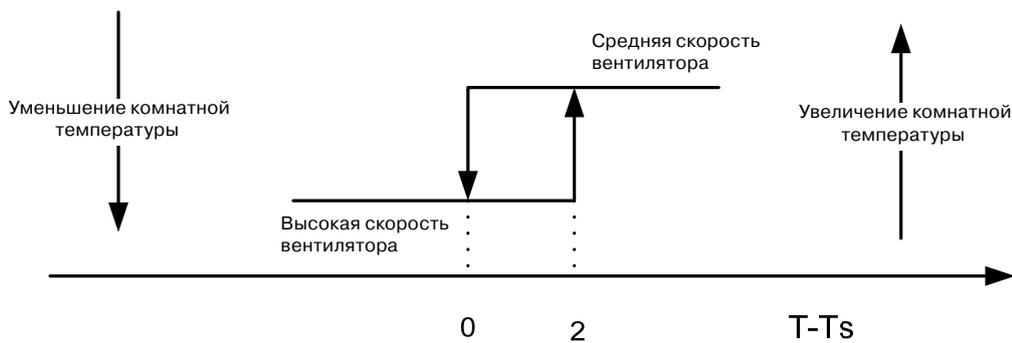 Средняя скорость
вентилятора
Уменьшение комнатной
температуры
Увеличение комнатной
температуры
Высокая скорость
вентилятора
0
2
T-Ts